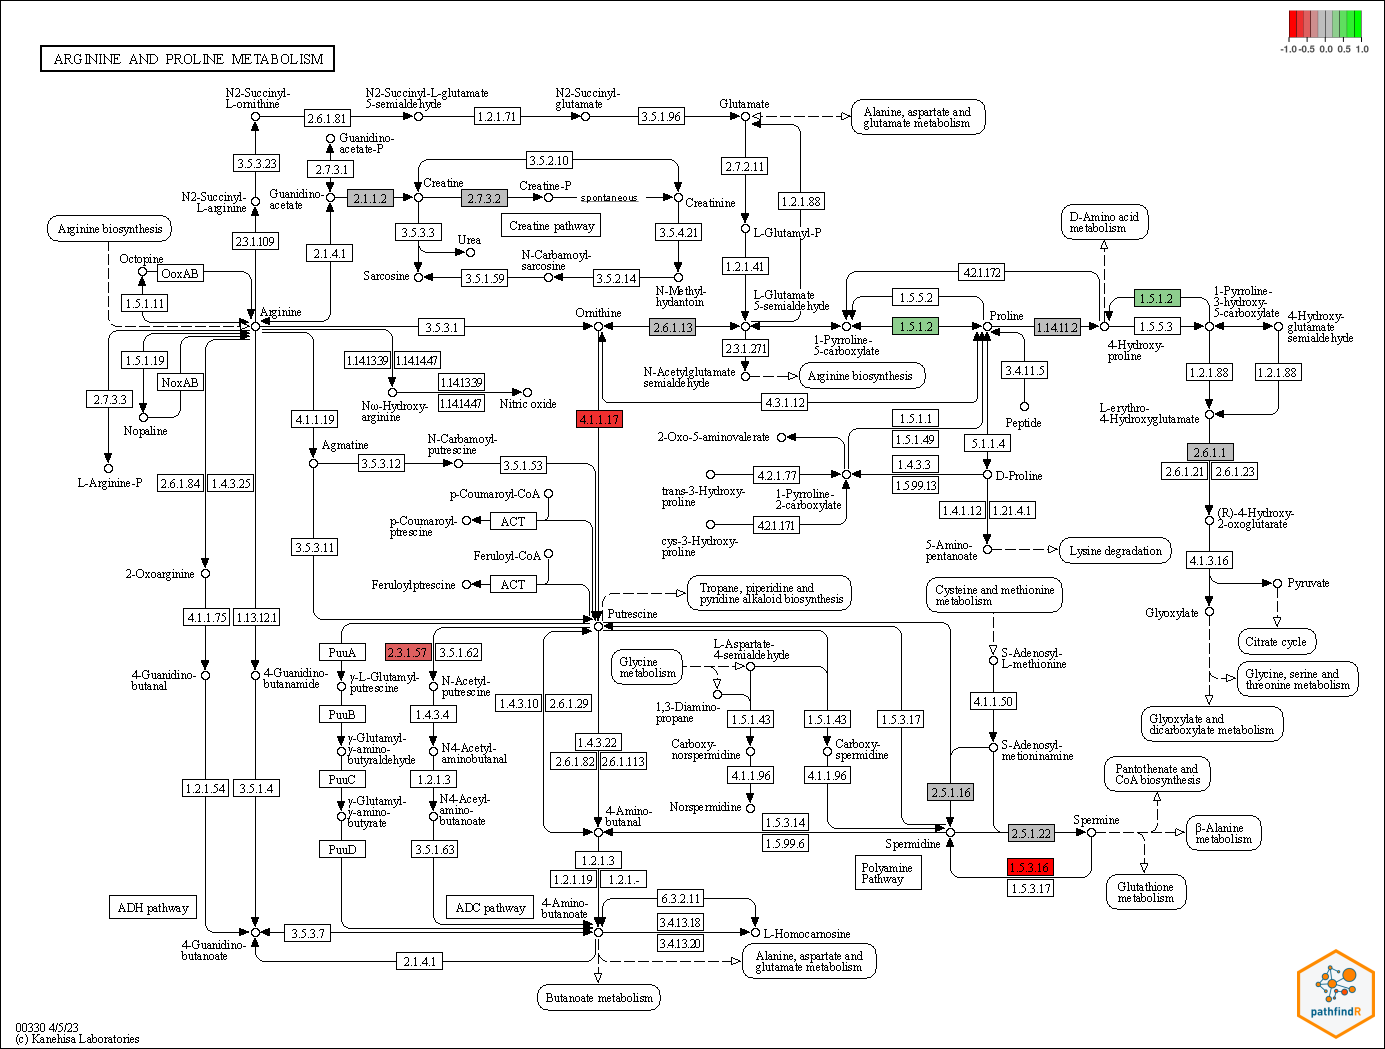 -1.0 -0.5 0.0 0.5 1.0
ARGININE AND PROLINE METABOLISM
N2-Succinyl-
L-ornithine
2.6.1.81
N2-Succinyl-L-glutamate
5-semialdehyde
1.2.1.71
N2-Succinyl-
glutamate
3.5.1.96
Glutamate
Alanine, aspartate and
glutamate metabolism
3.5.3.23
Guanidino-
acetate-P
2.7.3.1
3.5.2.10
2.7.2.11
1.2.1.88
N2-Succinyl-
L-arginine
Guanidino-
acetate
2.1.1.2
Creatine
2.7.3.2
Creatine-P
spontaneous
Creatinine
Creatine pathway
Arginine biosynthesis
2.3.1.109
2.1.4.1
3.5.3.3
Urea
3.5.4.21
L-Glutamyl-P
D-Amino acid
metabolism
Octopine
OoxAB
1.5.1.11
Sarcosine
3.5.1.59
N-Carbamoyl-
sarcosine
3.5.2.14
N-Methyl-
hydantoin
1.2.1.41
L-Glutamate
5-semialdehyde
4.2.1.172
1.5.5.2
1.5.1.2
1-Pyrroline-
3-hydroxy-
5-carboxylate
Arginine
3.5.3.1
Ornithine
2.6.1.13
1.5.1.2
1-Pyrroline-
5-carboxylate
Proline
1.14.11.2
4-Hydroxy-
proline
1.5.5.3
4-Hydroxy-
glutamate
semialdehyde
1.5.1.19
NoxAB
2.7.3.3
Nopaline
1.14.13.39
1.14.14.47
1.14.13.39
1.14.14.47
Nω-Hydroxy-
arginine
Nitric oxide
2.3.1.271
N-Acetylglutamate
semialdehyde
Arginine biosynthesis
3.4.11.5
Peptide
1.2.1.88
1.2.1.88
4.3.1.12
L-erythro-
4-Hydroxyglutamate
4.1.1.19
4.1.1.17
1.5.1.1
1.5.1.49
5.1.1.4
2-Oxo-5-aminovalerate
Agmatine
N-Carbamoyl-
putrescine
3.5.3.12
3.5.1.53
2.6.1.1
2.6.1.21
2.6.1.23
L-Arginine-P
2.6.1.84
1.4.3.25
trans-3-Hydroxy-
proline
4.2.1.77
1-Pyrroline-
2-carboxylate
1.4.3.3
1.5.99.13
D-Proline
p-Coumaroyl-CoA
p-Coumaroyl-
ptrescine
ACT
cys-3-Hydroxy-
proline
4.2.1.171
1.4.1.12
1.21.4.1
(R)-4-Hydroxy-
2-oxoglutarate
3.5.3.11
Feruloyl-CoA
Feruloylptrescine
ACT
5-Amino-
pentanoate
Lysine degradation
4.1.3.16
2-Oxoarginine
Pyruvate
Glyoxylate
Citrate cycle
Tropane, piperidine and
pyridine alkaloid biosynthesis
Cysteine and methionine
metabolism
4.1.1.75
1.13.12.1
Putrescine
PuuA
2.3.1.57
3.5.1.62
Glycine
metabolism
L-Aspartate-
4-semialdehyde
S-Adenosyl-
L-methionine
Glycine, serine and
threonine metabolism
4-Guanidino-
butanal
4-Guanidino-
butanamide
γ-L-Glutamyl-
putrescine
N-Acetyl-
putrescine
1.4.3.10
2.6.1.29
1,3-Diamino-
propane
4.1.1.50
Glyoxylate and
dicarboxylate metabolism
PuuB
1.4.3.4
1.5.1.43
1.5.1.43
1.5.3.17
γ-Glutamyl-
γ-amino-
butyraldehyde
N4-Acetyl-
aminobutanal
1.4.3.22
2.6.1.82
2.6.1.113
Carboxy-
norspermidine
Carboxy-
spermidine
S-Adenosyl-
metioninamine
PuuC
1.2.1.3
4.1.1.96
4.1.1.96
Pantothenate and
CoA biosynthesis
1.2.1.54
3.5.1.4
γ-Glutamyl-
γ-amino-
butyrate
N4-Aceyl-
amino-
butanoate
4-Amino-
butanal
Norspermidine
2.5.1.16
PuuD
3.5.1.63
1.5.3.14
1.5.99.6
Spermidine
2.5.1.22
Spermine
β-Alanine
metabolism
1.2.1.3
1.2.1.19
1.2.1.-
Polyamine
Pathway
1.5.3.16
1.5.3.17
Glutathione
metabolism
ADH pathway
ADC pathway
4-Amino-
butanoate
6.3.2.11
3.4.13.18
3.4.13.20
L-Homocarnosine
4-Guanidino-
butanoate
3.5.3.7
2.1.4.1
Alanine, aspartate and
glutamate metabolism
Butanoate metabolism
pathfindR
00330 4/5/23
(c) Kanehisa Laboratories